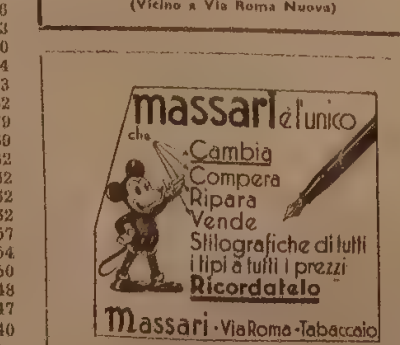 (Vicino a Via Roma Nuova)
massari è l'unico
che Cambia
Compera
Ripara
Vende
Stilografiche di tutti
i tipi a tutti i prezzi
Ricordatelo
Massari - Via Roma - Tabaccaio